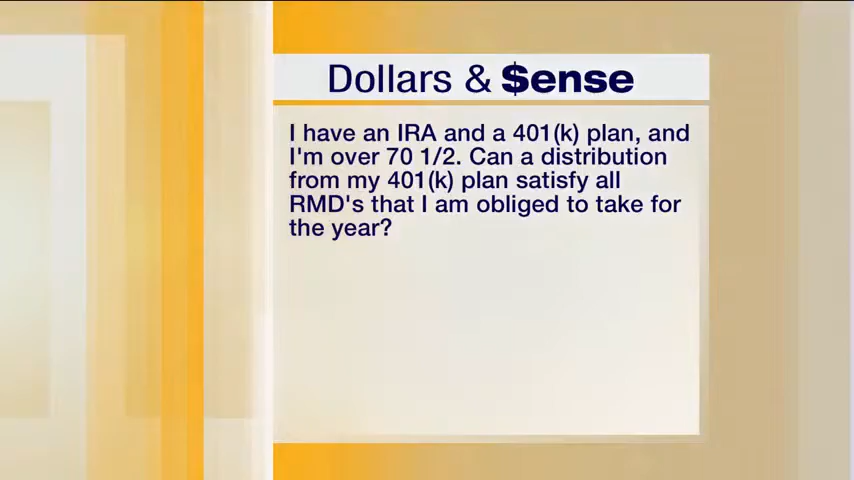 Dollars & $ense
I have an IRA and a 401(k) plan, and
I'm over 70 1/2. Can a distribution
from my 401(k) plan satisfy all
RMD's that I am obliged to take for
the year?